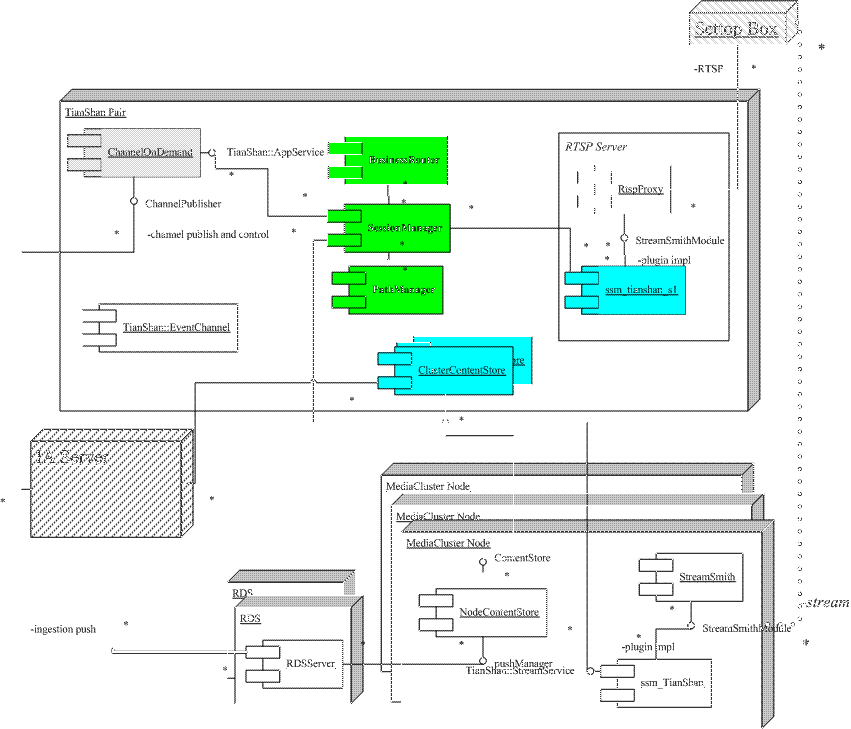 Settop Box
*
-RTSP *
TianShan Pair
ChannelOnDemand
TianShan::AppService
*
BusinessRouter
*
RTSP Server
RtspProxy
*
ChannelPublisher
*
-channel publish and control
*
SessionManager
*
*
*
*
StreamSmithModule
* *
*
-plugin impl
PathManager
ssm_tianshan_s1
TianShan::EventChannel
ore
ClusterContentStore
*
*
IA Server
*
*
MediaCluster Node
MediaCluster Node
MediaCluster Node
ContentStore
*
StreamSmith
*
NodeContentStore
*
*
StreamSmithModule
*
-plugin impl
-stream
*
RDS
RDS
-ingestion push
*
*
*
RDSServer
pushManager
TianShan::StreamService
ssm_TianShan